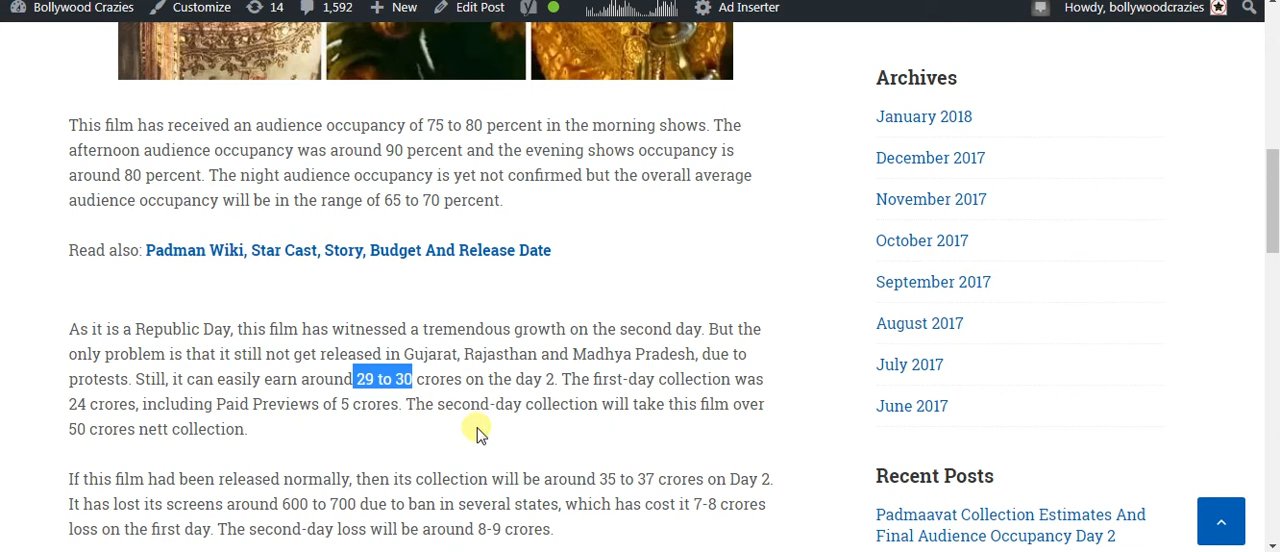 Bollywood Crazies Customize 14 1,592 New Edit Post Ad Inserter Howdy, bollywoodcrazies
This film has received an audience occupancy of 75 to 80 percent in the morning shows. The
afternoon audience occupancy was around 90 percent and the evening shows occupancy is
around 80 percent. The night audience occupancy is yet not confirmed but the overall average
audience occupancy will be in the range of 65 to 70 percent.
Read also: Padman Wiki, Star Cast, Story, Budget And Release Date
As it is a Republic Day, this film has witnessed a tremendous growth on the second day. But the
only problem is that it still not get released in Gujarat, Rajasthan and Madhya Pradesh, due to
protests. Still, it can easily earn around 29 to 30 crores on the day 2. The first-day collection was
24 crores, including Paid Previews of 5 crores. The second-day collection will take this film over
50 crores nett collection.
If this film had been released normally, then its collection will be around 35 to 37 crores on Day 2.
It has lost its screens around 600 to 700 due to ban in several states, which has cost it 7-8 crores
loss on the first day. The second-day loss will be around 8-9 crores.
Archives
January 2018
December 2017
November 2017
October 2017
September 2017
August 2017
July 2017
June 2017
Recent Posts
Padmaavat Collection Estimates And
Final Audience Occupancy Day 2